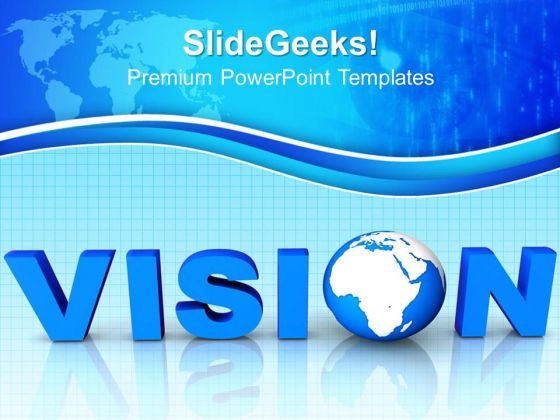 SlideGeeks!
Premium PowerPoint Templates
VISION